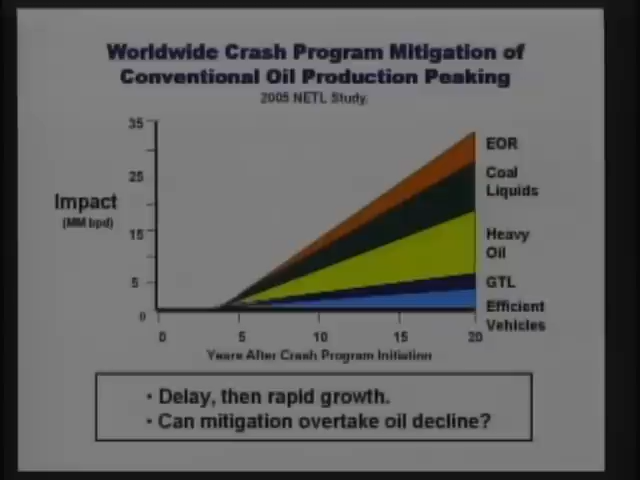 Worldwide Crash Program Mitigation of
Conventional Oil Production Peaking
2005 NETL Study.
35
25
15
5
0
Impact
(MM bpd)
EOR
Coal
Liquids
Heavy
Oil
GTL
Efficient
Vehicles
0 5 10 15 20
Years After Crash Program Initiation
• Delay, then rapid growth.
• Can mitigation overtake oil decline?